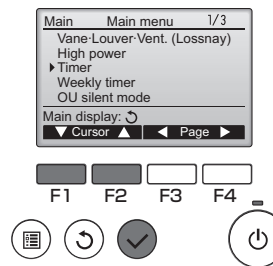 Main Main menu 1/3
Vane·Louver·Vent. (Lossnay)
High power
Timer
Weekly timer
OU silent mode
Main display:
Cursor Page
F1 F2 F3 F4